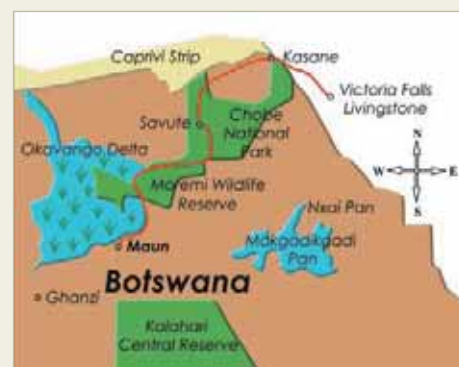 Caprivi Strip
Kasane
Victoria Falls
Livingstone
Savute
Chobe
National
Park
Okavango Delta
Moremi Wildlife
Reserve
N
W
E
S
Nxai Pan
Makgadikgadi
Pan
Maun
Botswana
Ghanzi
Kalahari
Central Reserve